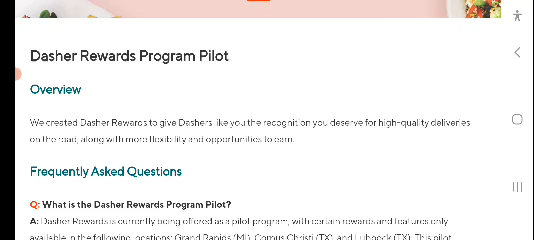 Dasher Rewards Program Pilot
Overview
We created Dasher Rewards to give Dashers like you the recognition you deserve for high-quality deliveries
on the road, along with more flexibility and opportunities to earn.
Frequently Asked Questions
Q: What is the Dasher Rewards Program Pilot?
A: Dasher Rewards is currently being offered as a pilot program, with certain rewards and features only
available in the following locations: Grand Rapids (MI), Corpus Christi (TX), and Lubbock (TX). This pilot